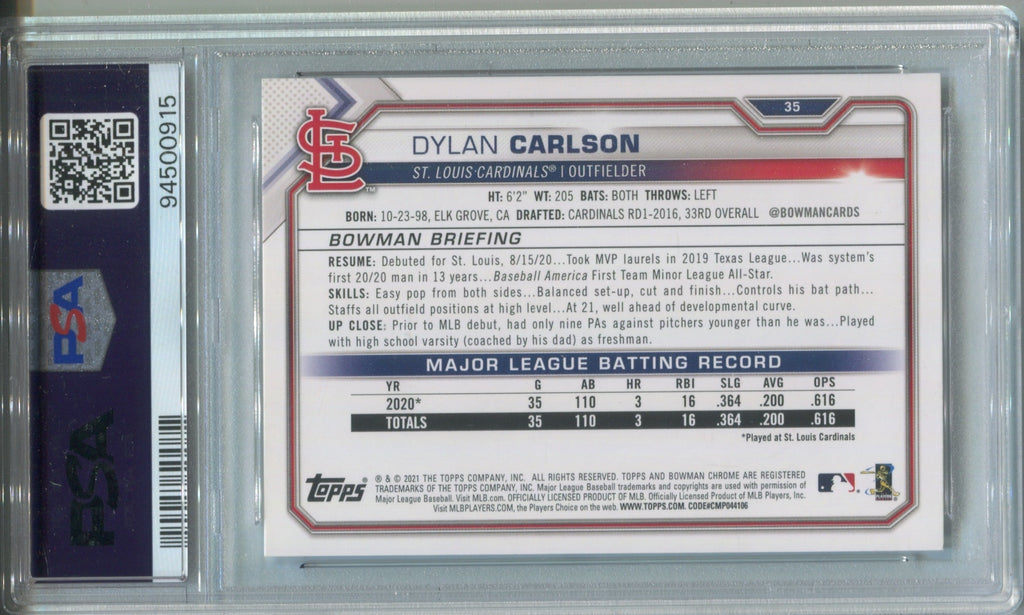 94500915
PSA
PSA
35
DYLAN CARLSON
ST. LOUIS CARDINALS® | OUTFIELDER
STL
TM
HT: 6'2" WT: 205 BATS: BOTH THROWS: LEFT
BORN: 10-23-98, ELK GROVE, CA DRAFTED: CARDINALS RD1-2016, 33RD OVERALL @BOWMANCARDS
BOWMAN BRIEFING
RESUME: Debuted for St. Louis, 8/15/20...Took MVP laurels in 2019 Texas League...Was system's
first 20/20 man in 13 years...Baseball America First Team Minor League All-Star.
SKILLS: Easy pop from both sides...Balanced set-up, cut and finish...Controls his bat path...
Staffs all outfield positions at high level...At 21, well ahead of developmental curve.
UP CLOSE: Prior to MLB debut, had only nine PAs against pitchers younger than he was...Played
with high school varsity (coached by his dad) as freshman.
MAJOR LEAGUE BATTING RECORD
YR G AB HR RBI SLG AVG OPS
2020* 35 110 3 16 .364 .200 .616
TOTALS 35 110 3 16 .364 .200 .616
*Played at St. Louis Cardinals
Topps
® & © 2021 THE TOPPS COMPANY, INC. ALL RIGHTS RESERVED. TOPPS AND BOWMAN CHROME ARE REGISTERED
TRADEMARKS OF THE TOPPS COMPANY, INC. Major League Baseball trademarks and copyrights are used with permission of
Major League Baseball. Visit MLB.com. OFFICIALLY LICENSED PRODUCT OF MLB. Officially Licensed Product of MLB Players, Inc.
Visit MLBPLAYERS.COM, the Players Choice on the web. WWW.TOPPS.COM. CODE#CMP044106